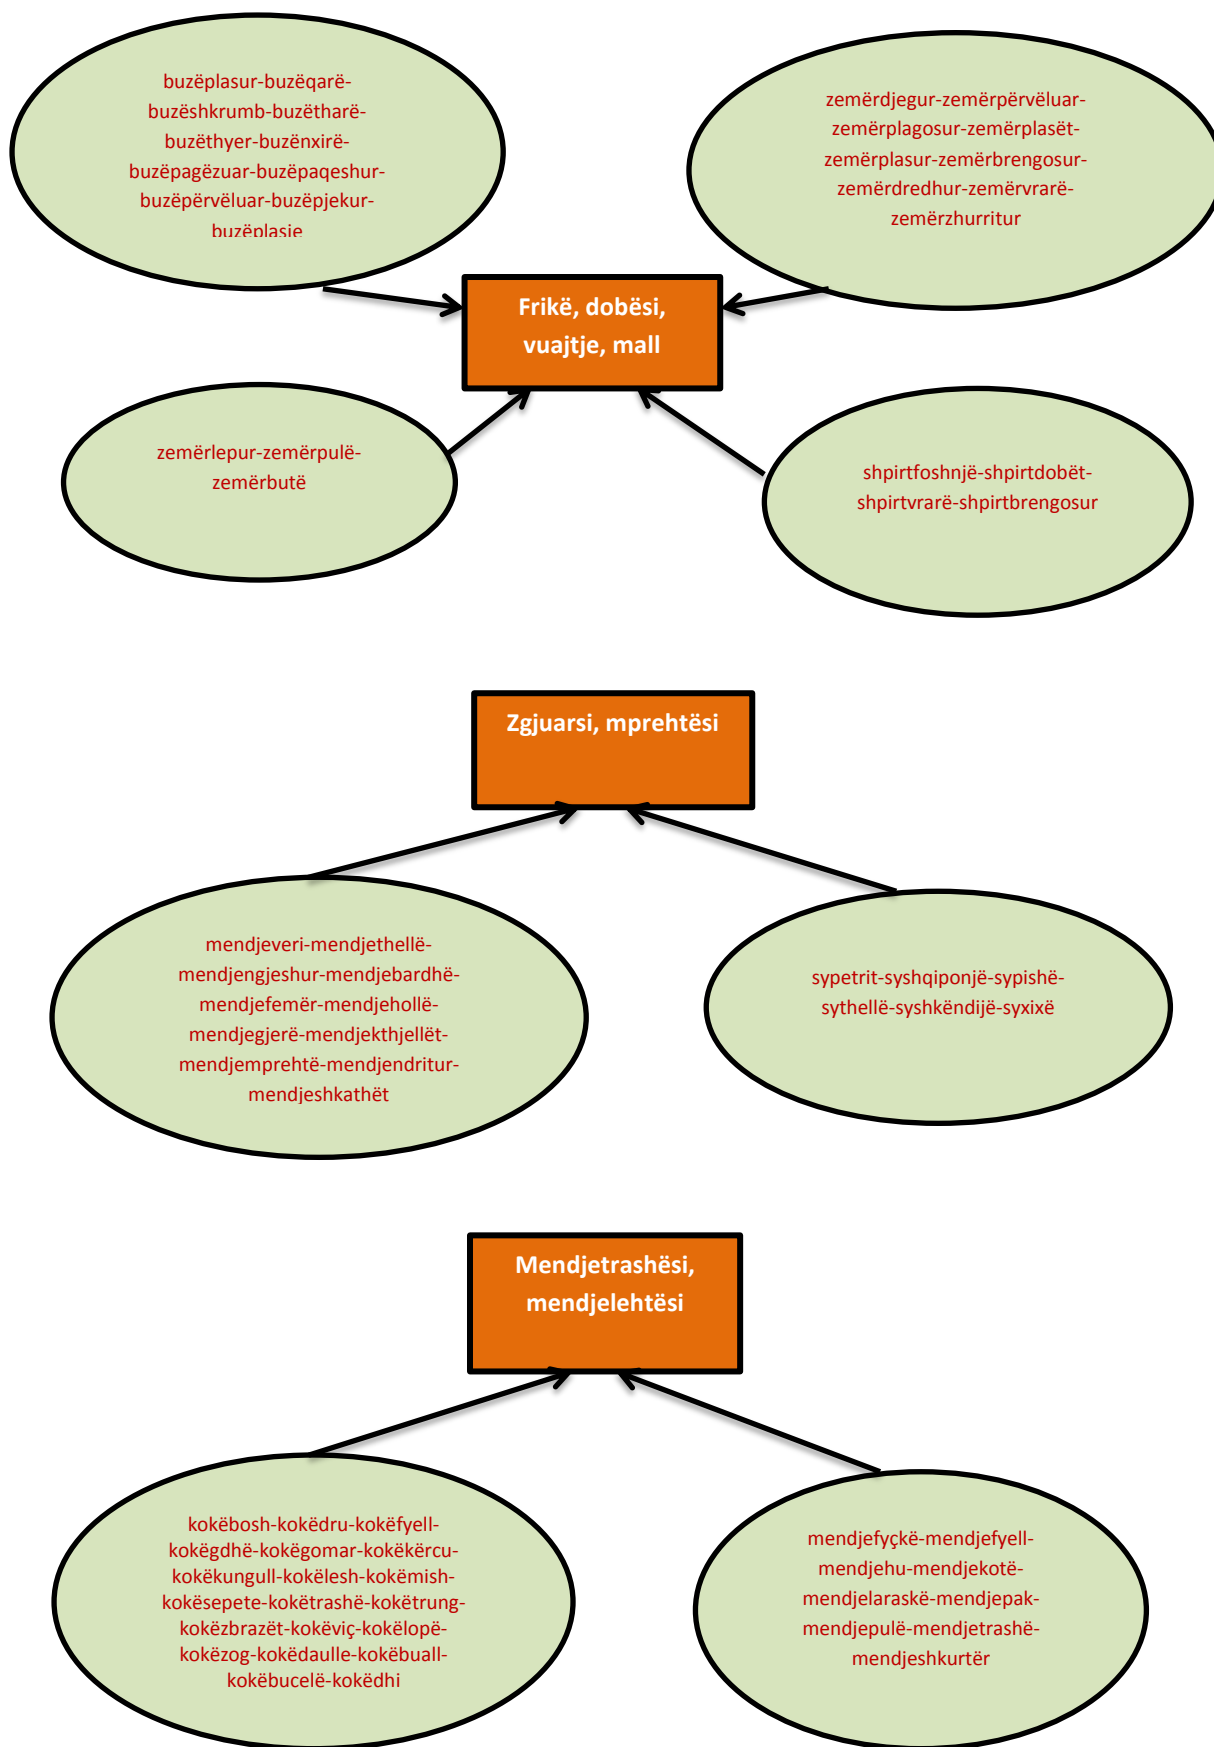 buzëplasur-buzëqarë-
buzëshkrumb-buzëtharë-
buzëthyer-buzënxirë-
buzëpagëzuar-buzëpaqeshur-
buzëpërvëluar-buzëpjekur-
buzëplasje
zemërdjegur-zemërpërvëluar-
zemërplagosur-zemërplasët-
zemërplasur-zemërbrengosur-
zemërdredhur-zemërvrarë-
zemërzhurritur
Frikë, dobësi,
vuajtje, mall
zemërlepur-zemërpulë-
zemërbutë
shpirtfoshnjë-shpirtdobët-
shpirtvrarë-shpirtbrengosur
Zgjuarsi, mprehtësi
mendjeveri-mendjethellë-
mendjengjeshur-mendjebardhë-
mendjefemër-mendjehollë-
mendjegjerë-mendjekthjellët-
mendjemprehtë-mendjendritur-
mendjeshkathët
sypetrit-syshqiponjë-sypishë-
sythellë-syshkëndijë-syxixë
Mendjetrashësi,
mendjelehtësi
kokëbosh-kokëdru-kokëfyell-
kokëgdhë-kokëgomar-kokëkërcu-
kokëkungull-kokëlesh-kokëmish-
kokësepete-kokëtrashë-kokëtrung-
kokëzbrazët-kokëviç-kokëlopë-
kokëzog-kokëdaulle-kokëbuall-
kokëbucelë-kokëdhi
mendjefyçkë-mendjefyell-
mendjehu-mendjekotë-
mendjelaraskë-mendjepak-
mendjepulë-mendjetrashë-
mendjeshkurtër